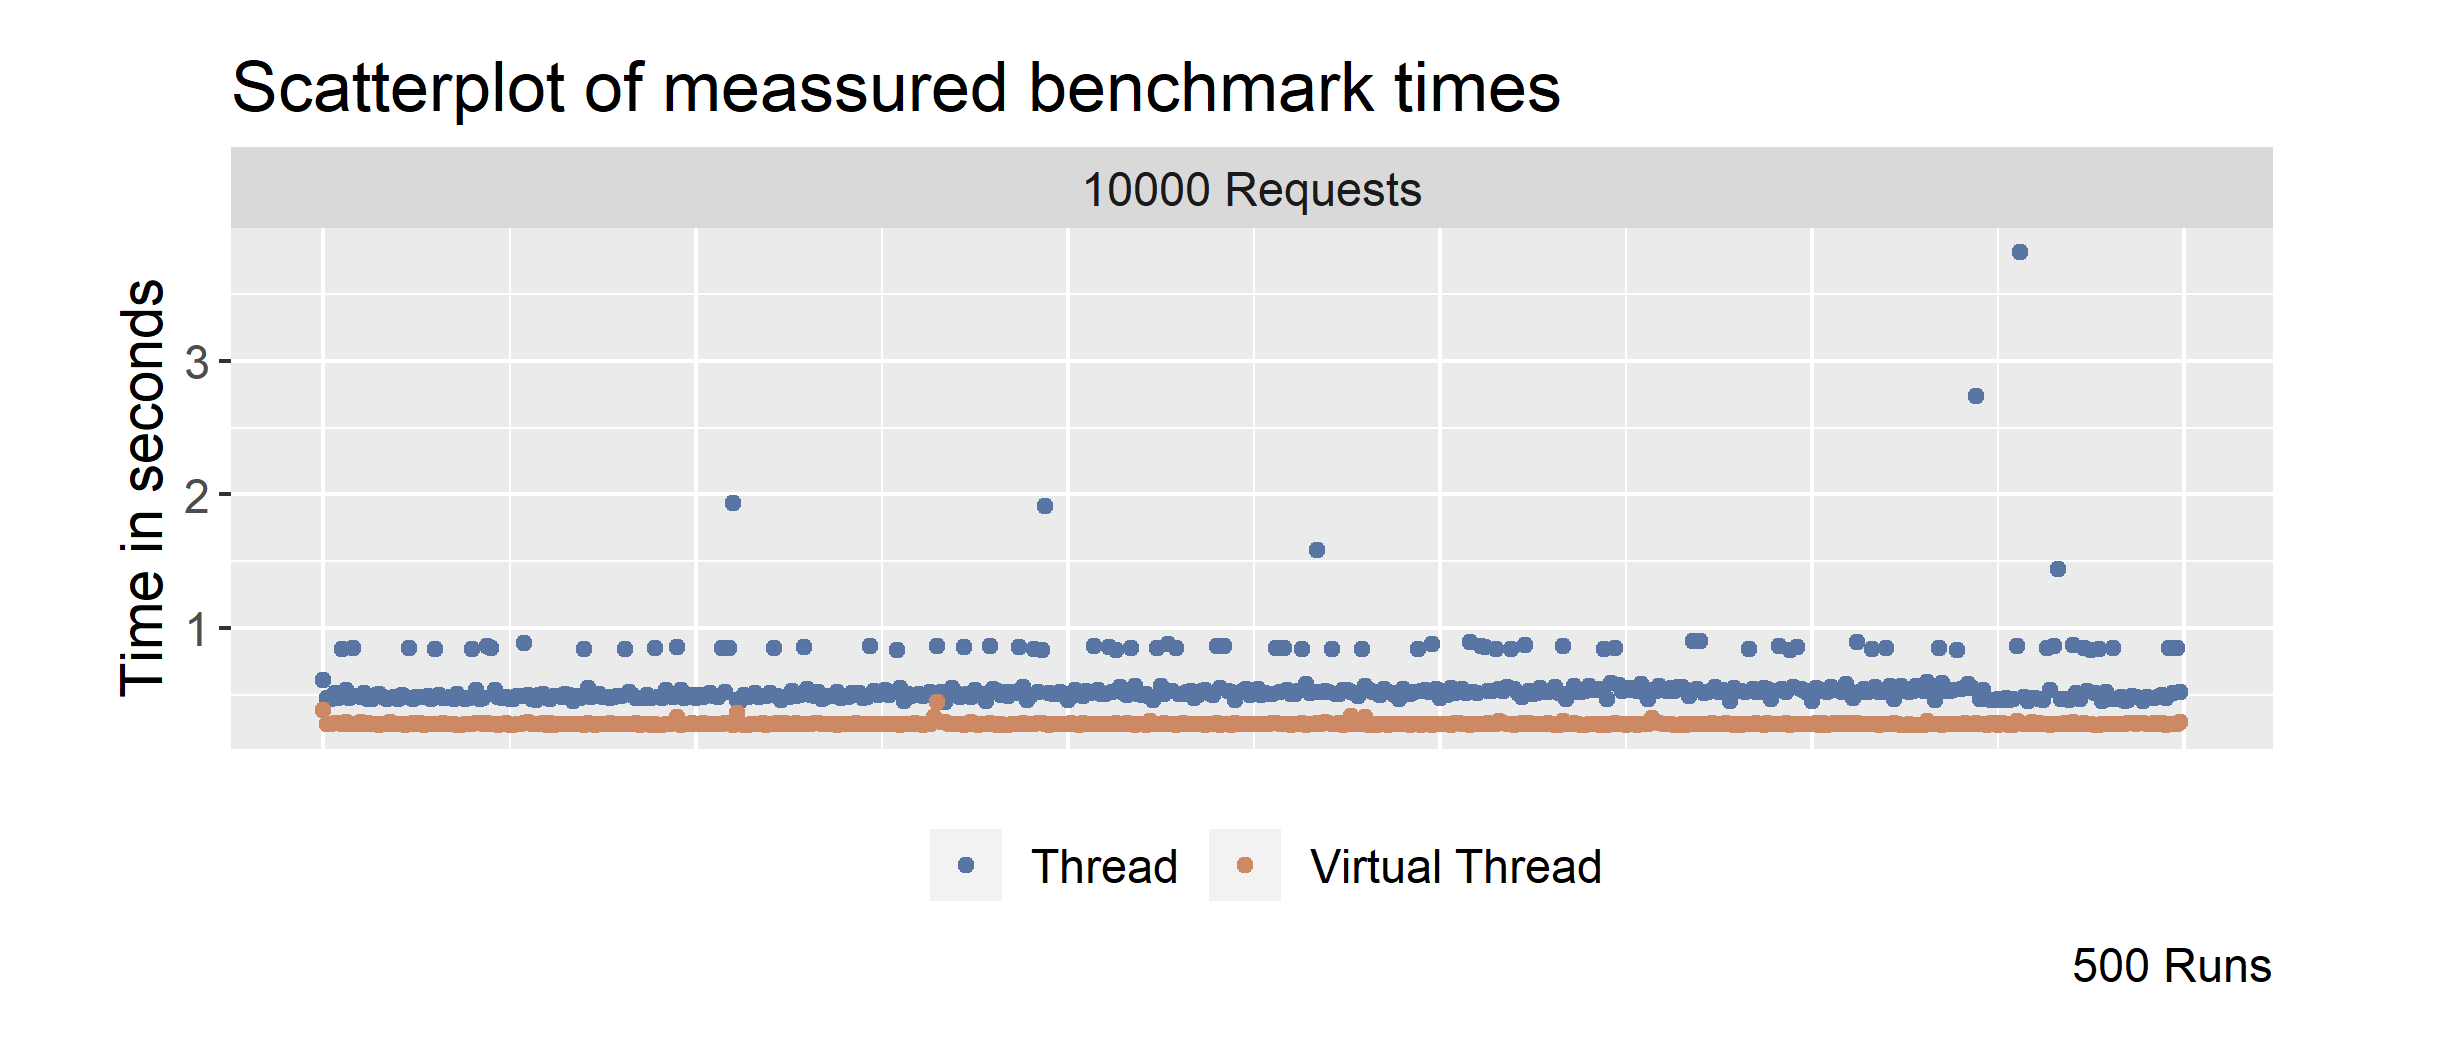 Scatterplot of meassured benchmark times
10000 Requests
Time in seconds
3
2
1
Thread
Virtual Thread
500 Runs